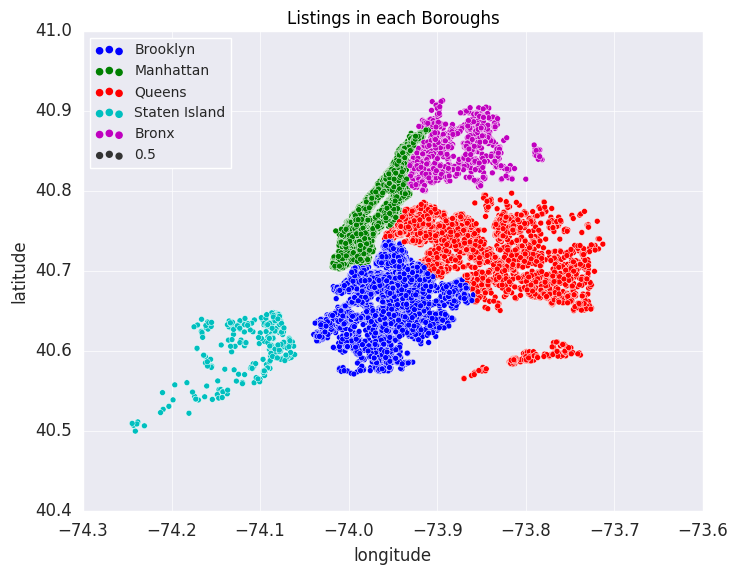 Listings in each Boroughs
41.0
40.9
40.8
40.7
40.6
40.5
40.4
latitude
Brooklyn
Manhattan
Queens
Staten Island
Bronx
0.5
−74.3 −74.2 −74.1 −74.0 −73.9 −73.8 −73.7 −73.6
longitude